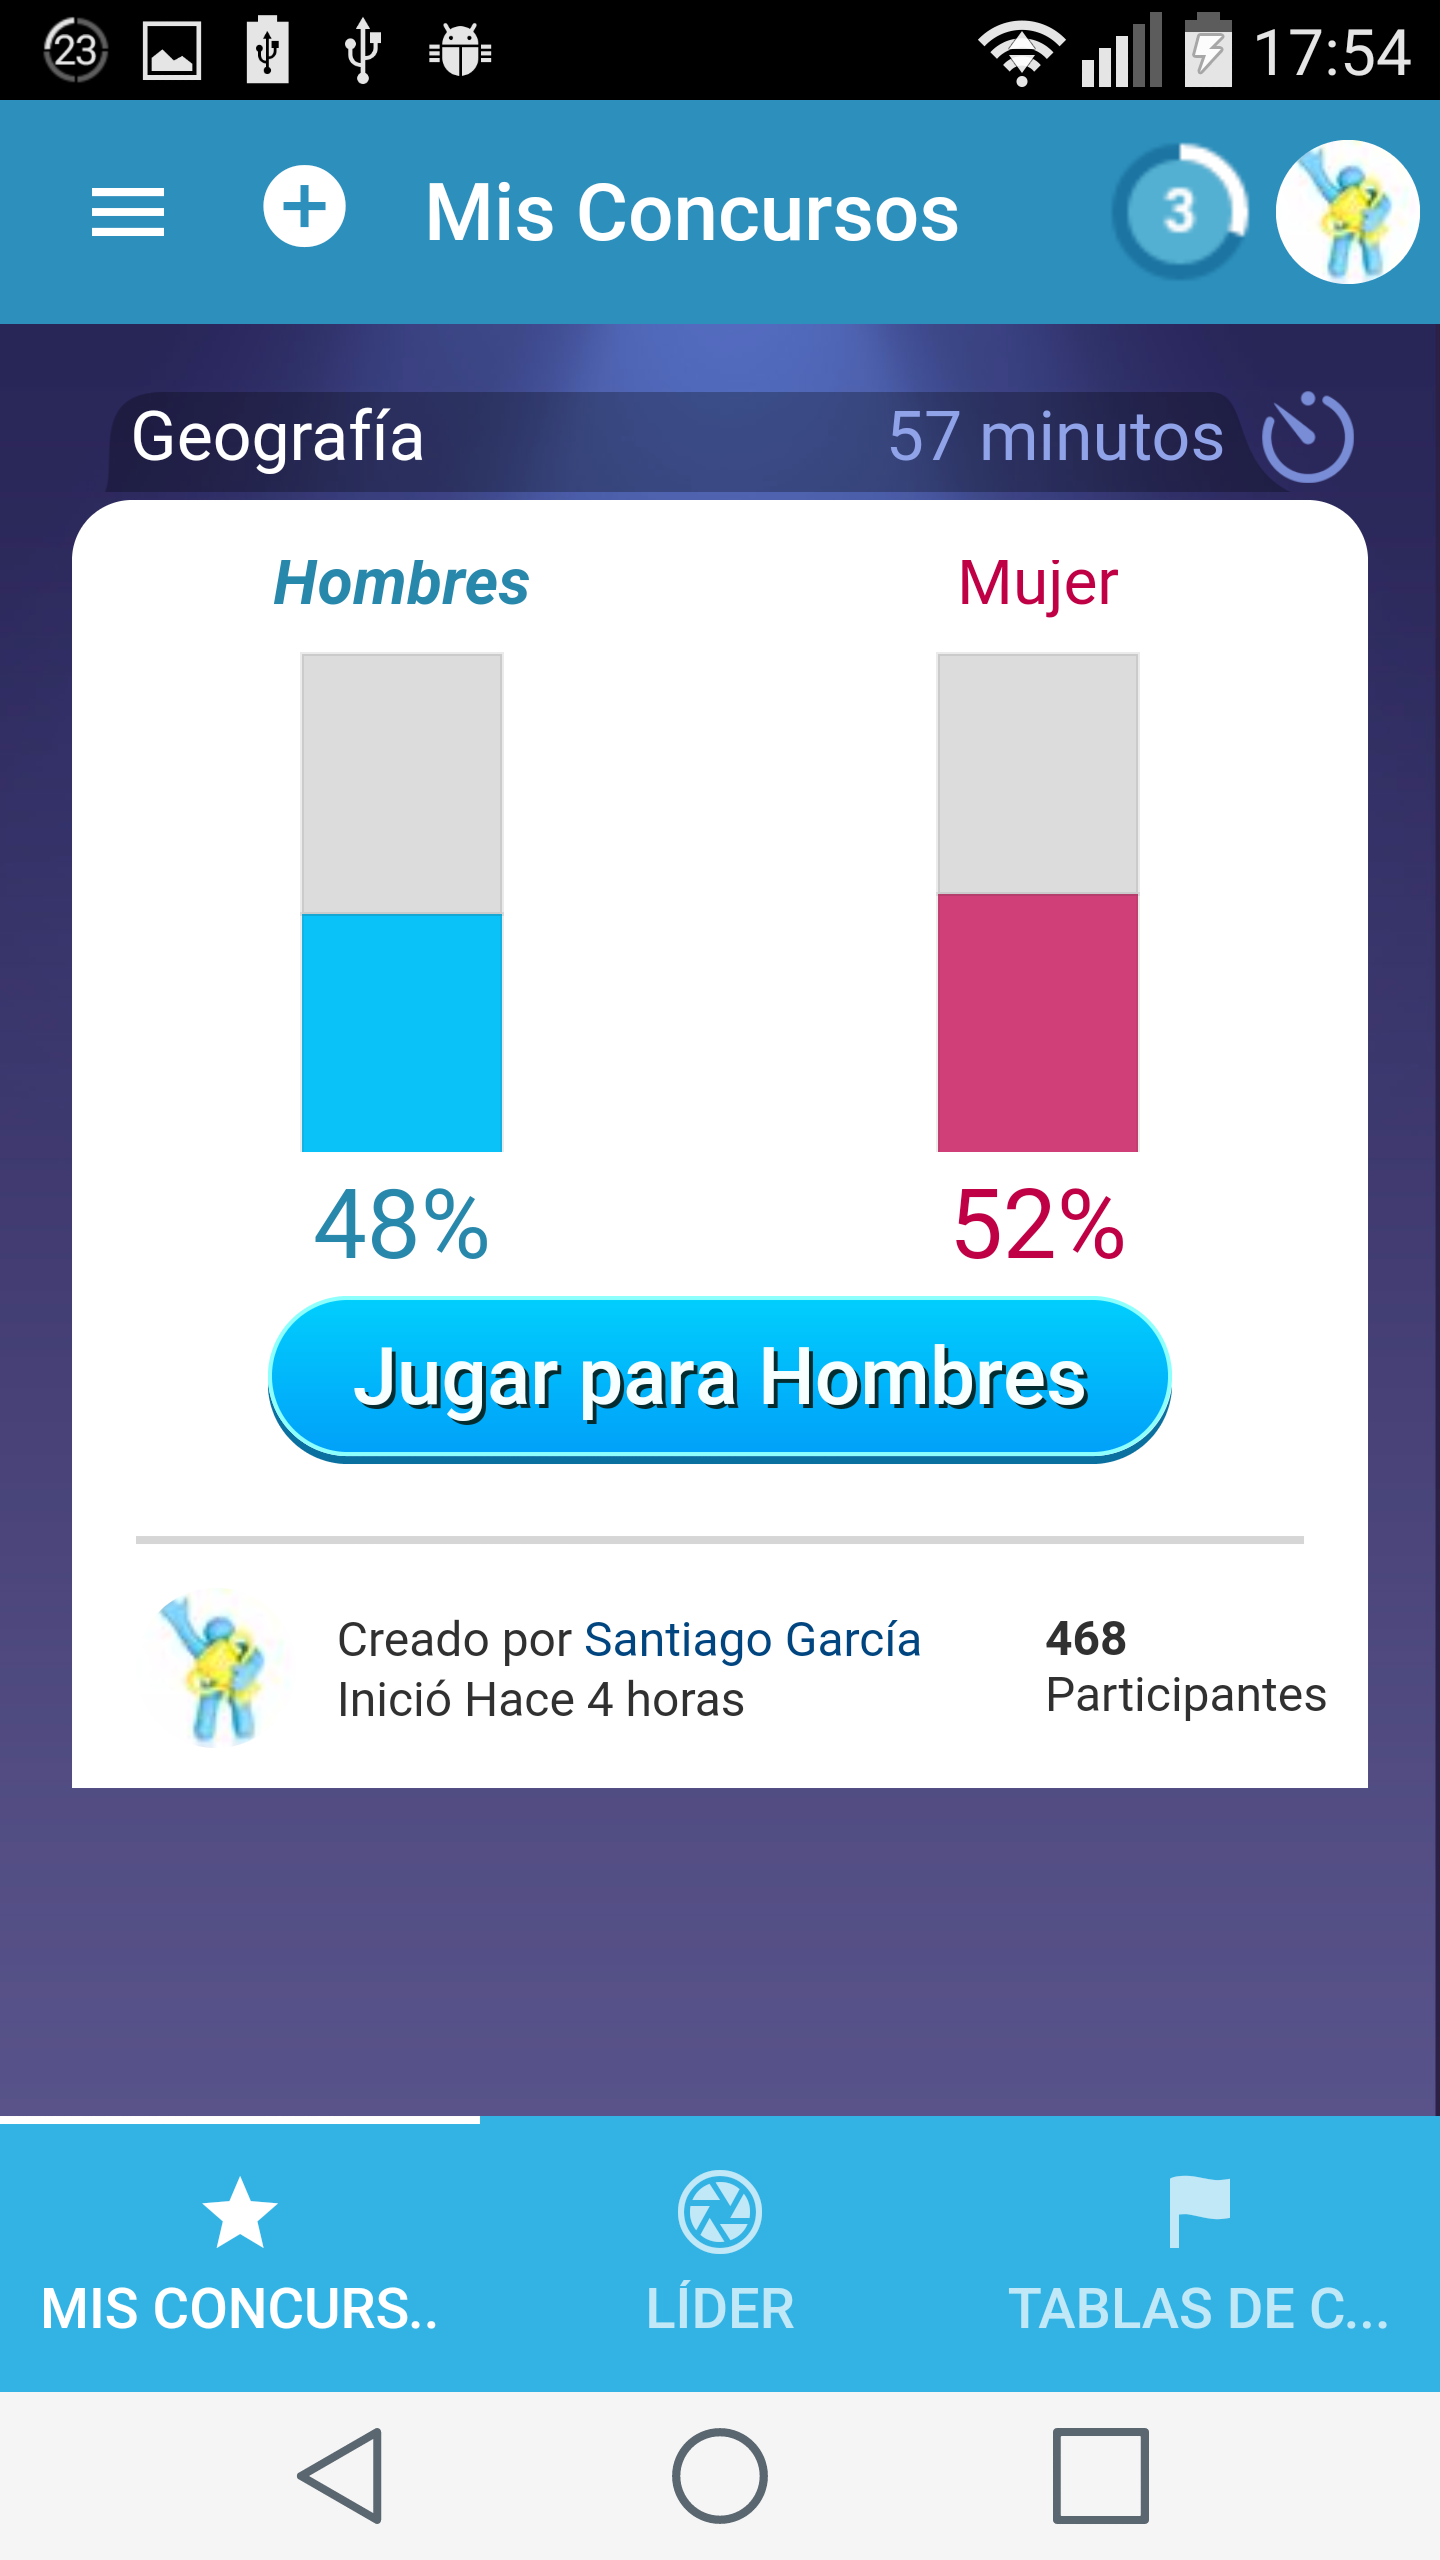 23
17:54
Mis Concursos
3
Geografía
57 minutos
Hombres
Mujer
48%
52%
Jugar para Hombres
Creado por Santiago García
Inició Hace 4 horas
468
Participantes
MIS CONCURS..
LÍDER
TABLAS DE C...